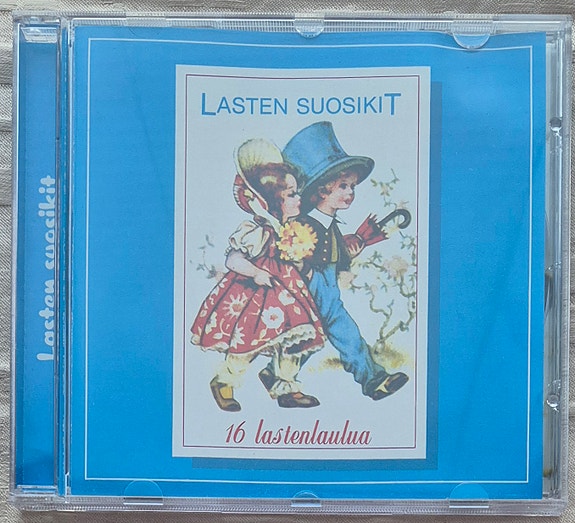 Lasten suosikit
LASTEN SUOSIKIT
16 lastenlaulua